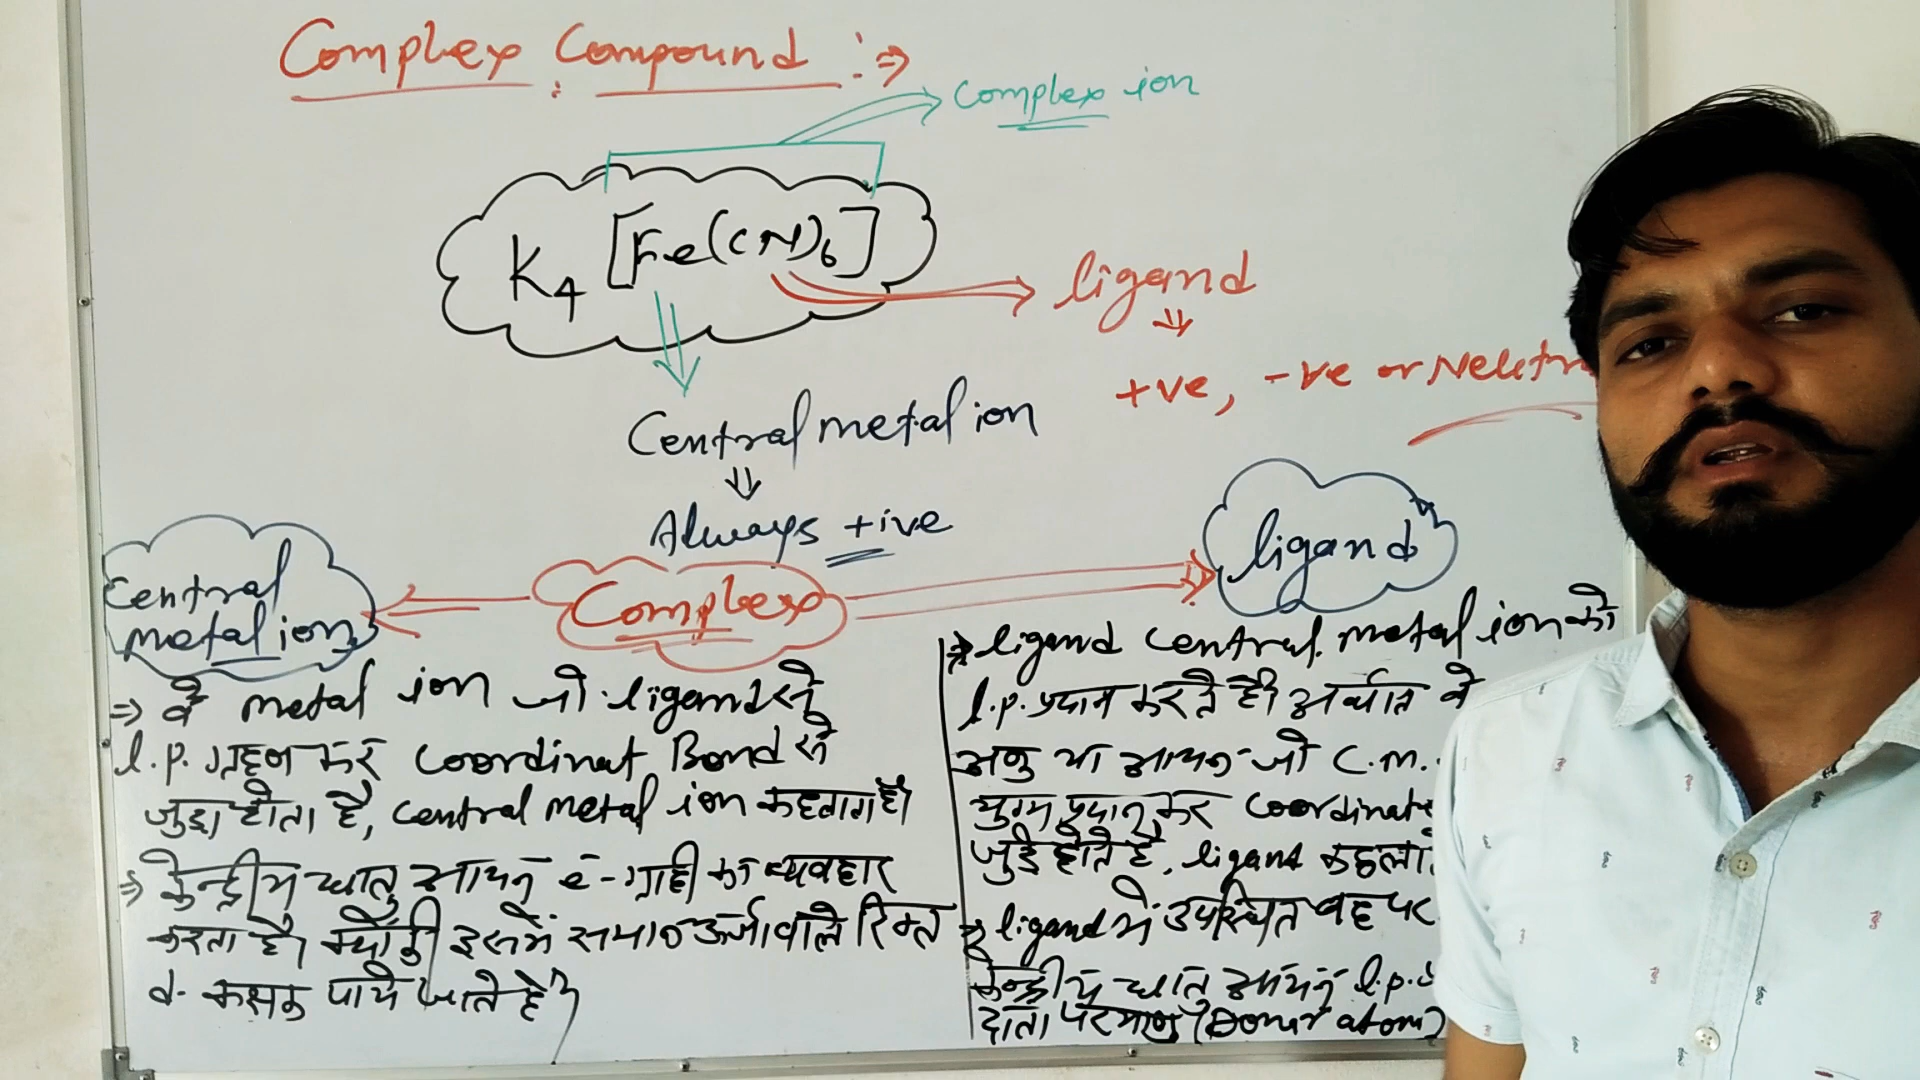 Complex Compound :⇒
Complex ion
K4 [Fe(CN)6]
ligand
+ve, -ve or Neutr
Central metal ion
Always +ive
Central
metal ion
Complex
ligand
⇒ वे metal ion जो ligand से
l.p. ग्रहण कर Coordinat Bond से
जुड़ा होता है, Central metal ion कहलाता है।
⇒ केन्द्रीय धातु आयन e-ग्राही का व्यवहार
करता है। क्योंकी इसमें समान ऊर्जा वाले रिक्त
d- कक्षक पाये जाते है।
⇒ ligand Central metal ion को
l.p. प्रदान करते है। अर्थात वे
अणु या आयन जो C.M.
युग्म प्रदान कर Coordinate
जुड़े होते है, ligand कहला
⇒ ligand में उपस्थित वह पर
केन्द्रीय धातु आयन l.p.
दाता परमाणु (Donor atom)